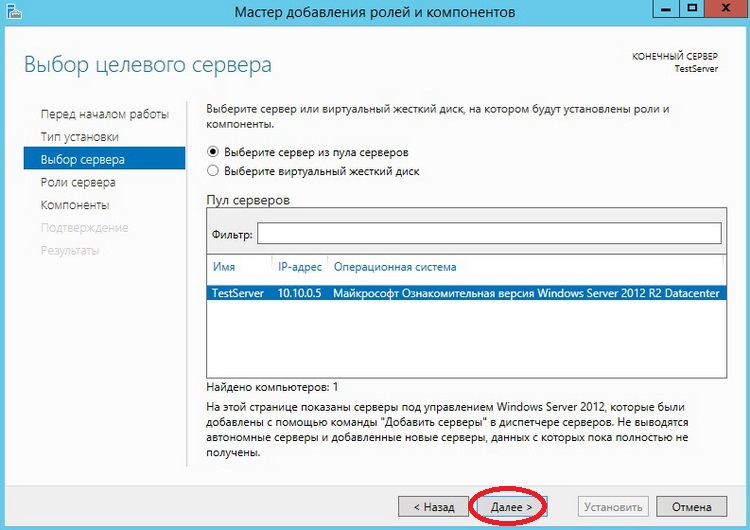 Мастер добавления ролей и компонентов
Выбор целевого сервера
КОНЕЧНЫЙ СЕРВЕР
TestServer
Перед началом работы
Тип установки
Выбор сервера
Роли сервера
Компоненты
Подтверждение
Результаты
Выберите сервер или виртуальный жесткий диск, на котором будут установлены роли и
компоненты.
Выберите сервер из пула серверов
Выберите виртуальный жесткий диск
Пул серверов
Фильтр:
Имя IP-адрес Операционная система
TestServer 10.10.0.5 Майкрософт Ознакомительная версия Windows Server 2012 R2 Datacenter
Найдено компьютеров: 1
На этой странице показаны серверы под управлением Windows Server 2012, которые были
добавлены с помощью команды "Добавить серверы" в диспетчере серверов. Не выводятся
автономные серверы и добавленные новые серверы, данных с которых пока полностью не
получены.
< Назад Далее > Установить Отмена